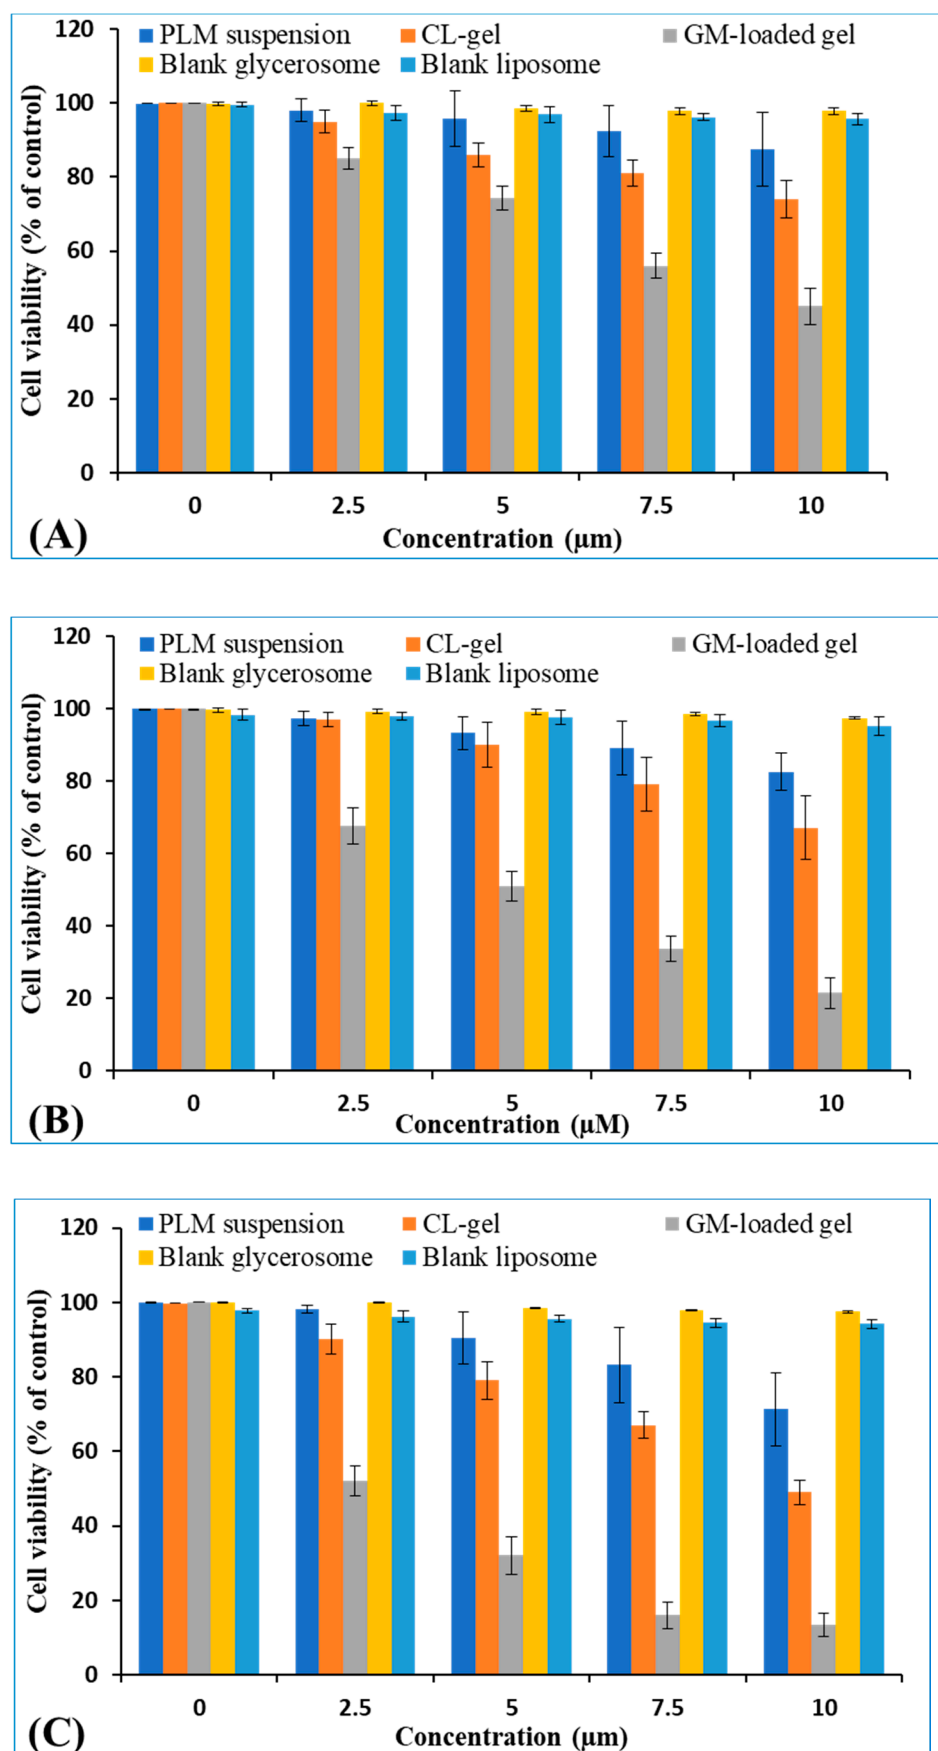 120
100
80
60
40
20
0
Cell viability (% of control)
PLM suspension CL-gel GM-loaded gel
Blank glycerosome Blank liposome
0 2.5 5 7.5 10
Concentration (μm)
(A)
120
100
80
60
40
20
0
Cell viability (% of control)
PLM suspension CL-gel GM-loaded gel
Blank glycerosome Blank liposome
0 2.5 5 7.5 10
Concentration (μM)
(B)
120
100
80
60
40
20
0
Cell viability (% of control)
PLM suspension CL-gel GM-loaded gel
Blank glycerosome Blank liposome
0 2.5 5 7.5 10
Concentration (μm)
(C)